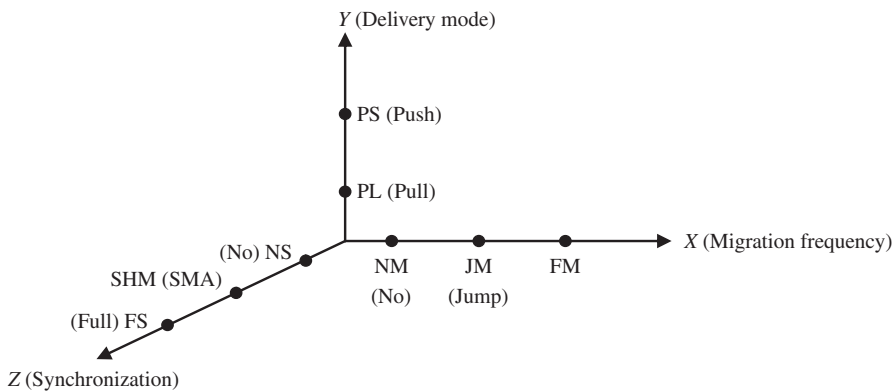 Y (Delivery mode)
PS (Push)
PL (Pull)
(No) NS
X (Migration frequency)
NM
JM
FM
SHM (SMA)
(No)
(Jump)
(Full) FS
Z (Synchronization)